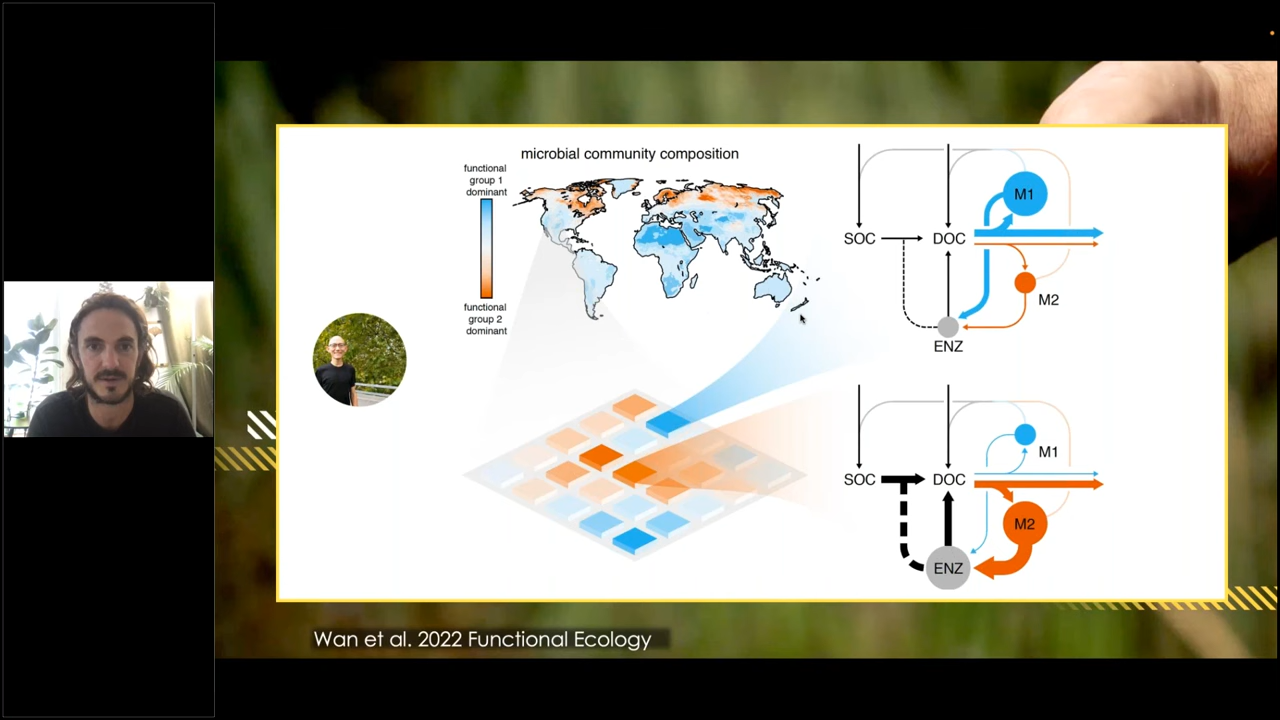 microbial community composition
functional
group 1
dominant
functional
group 2
dominant
M1
SOC
DOC
M2
ENZ
M1
SOC
DOC
M2
ENZ
Wan et al. 2022 Functional Ecology